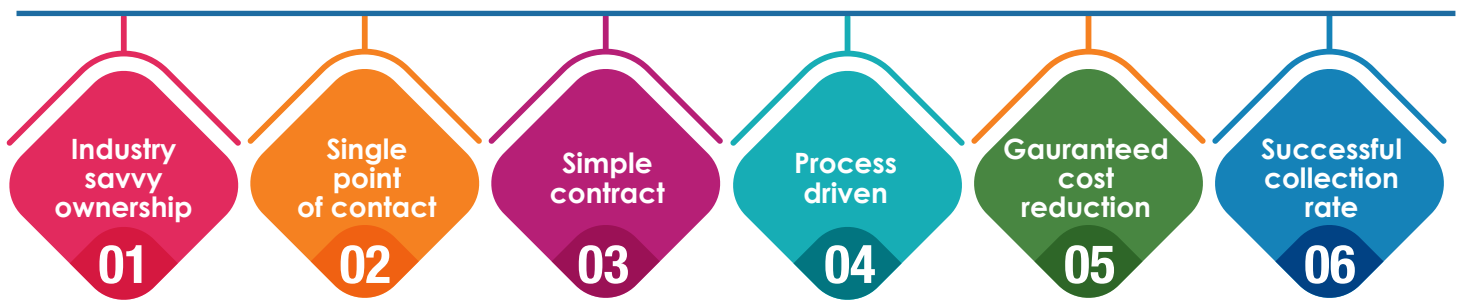 Industry
savvy
ownership
01
Single
point
of contact
02
Simple
contract
03
Process
driven
04
Gauranteed
cost
reduction
05
Successful
collection
rate
06